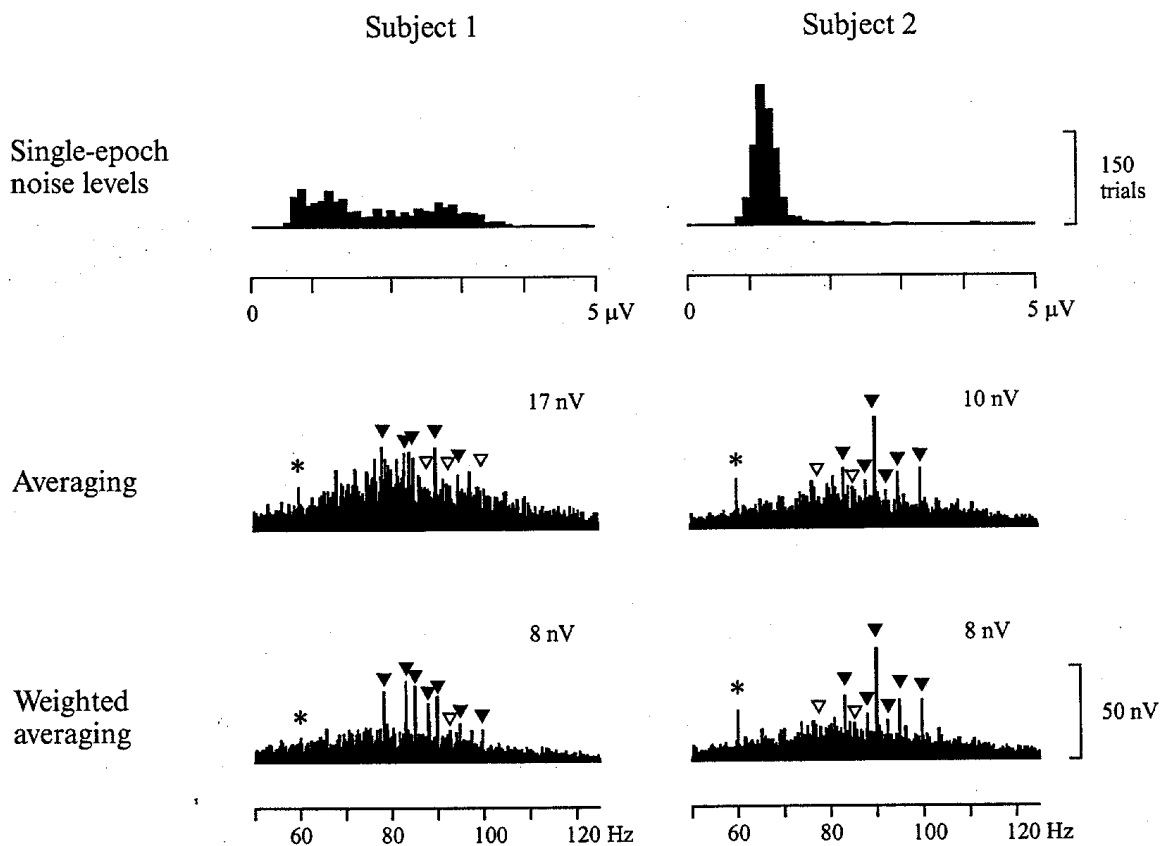 Subject 1
Subject 2
Single-epoch
noise levels
150
trials
0
5 µV
0
5 µV
Averaging
17 nV
*
10 nV
*
Weighted
averaging
8 nV
*
8 nV
*
50 nV
60 80 100 120 Hz
60 80 100 120 Hz